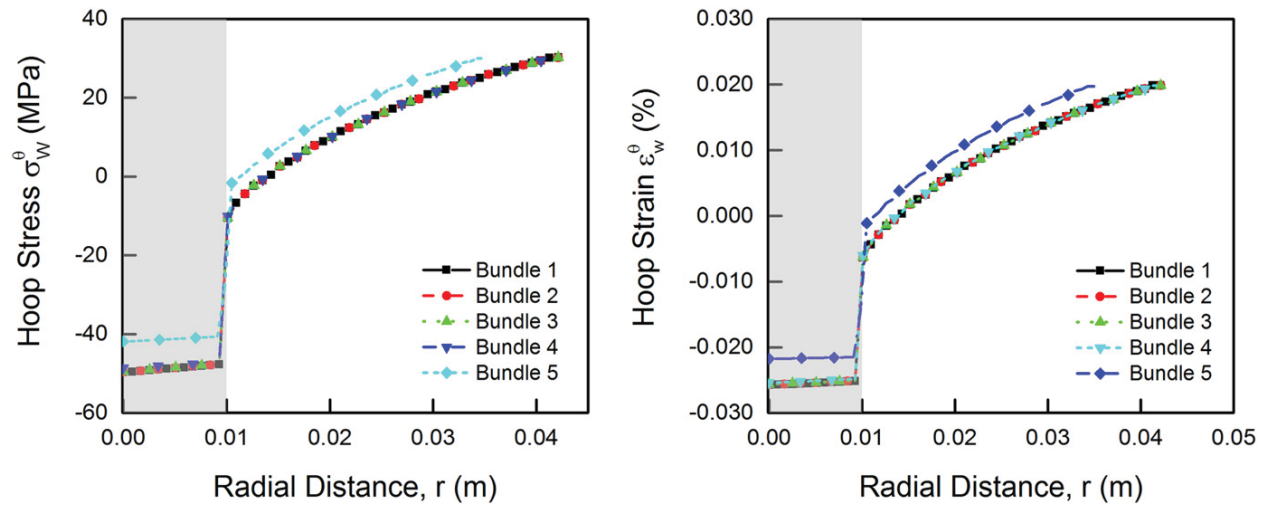 Hoop Stress σ_W^θ (MPa)
40
20
0
-20
-40
-60
0.00 0.01 0.02 0.03 0.04
Radial Distance, r (m)
Bundle 1
Bundle 2
Bundle 3
Bundle 4
Bundle 5
Hoop Strain ε_W^θ (%)
0.030
0.020
0.010
0.000
-0.010
-0.020
-0.030
0.00 0.01 0.02 0.03 0.04 0.05
Radial Distance, r (m)
Bundle 1
Bundle 2
Bundle 3
Bundle 4
Bundle 5